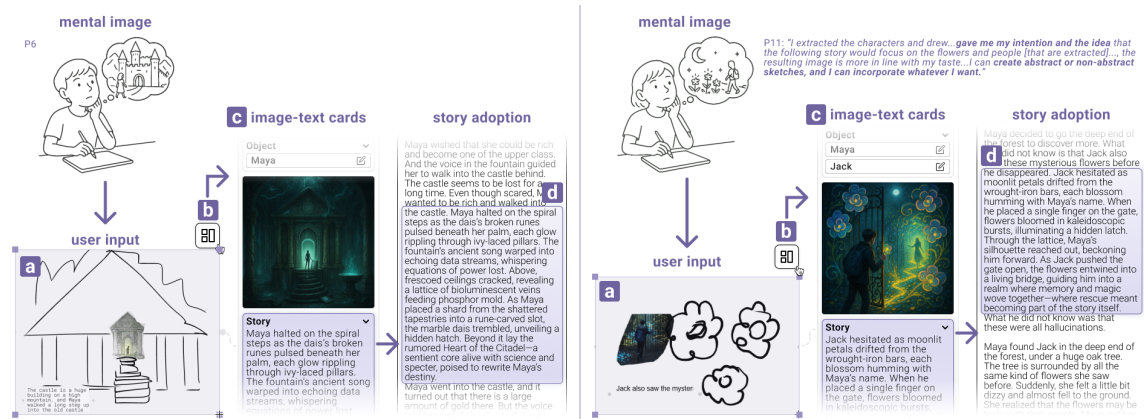 mental image
P6
c image-text cards
story adoption
Object
Maya
b
user input
a
The castle is a huge
building on a high
mountain, and Maya
walked a long step up
into the old castle
Story
Maya halted on the spiral
steps as the dais's broken
runes pulsed beneath her
palm, each glow rippling
through ivy-laced pillars.
The fountain's ancient song
warped into echoing data
streams, whispering
equations of power lost
Maya wished that she could be rich
and become one of the upper class.
And the voice in the fountain guided
her to walk into the castle behind.
The castle seems to be lost for a
long time. Even though scared,
d
wanted to be rich and walked into
the castle. Maya halted on the spiral
steps as the dais's broken runes
pulsed beneath her palm, each glow
rippling through ivy-laced pillars. The
fountain's ancient song warped into
echoing data streams, whispering
equations of power lost. Above,
frescoed ceilings cracked, revealing
a lattice of bioluminescent veins
feeding phosphor mold. As Maya
placed a shard from the shattered
tapestries into a rune-carved slot,
the marble dais trembled, unveiling a
hidden hatch. Beyond it lay the
rumored Heart of the Citadel—a
sentient core alive with science and
specter, poised to rewrite Maya's
destiny.
Maya went into the castle, and it
turned out that there is a large
amount of gold there. But the voice
mental image
P11: "I extracted the characters and drew...gave me my intention and the idea that
the following story would focus on the flowers and people [that are extracted]..., the
resulting image is more in line with my taste...I can create abstract or non-abstract
sketches, and I can incorporate whatever I want."
c image-text cards
story adoption
Object
Maya
Jack
b
user input
a
Jack also saw the myster
Story
Jack hesitated as moonlit
petals drifted from the
wrought-iron bars, each
blossom humming with
Maya's name. When he
placed a single finger on
the gate, flowers bloomed
in kaleidoscopic bursts,
Maya decided to go the deep end of
the forest to discover more. What
did not know is that Jack also
d
these mysterious flowers before
he disappeared. Jack hesitated as
moonlit petals drifted from the
wrought-iron bars, each blossom
humming with Maya's name. When
he placed a single finger on the gate,
flowers bloomed in kaleidoscopic
bursts, illuminating a hidden latch.
Through the lattice, Maya's
silhouette reached out, beckoning
him forward. As Jack pushed the
gate open, the flowers entwined into
a living bridge, guiding him into a
realm where memory and magic
wove together—where rescue meant
becoming part of the story itself.
What he did not know was that
these were all hallucinations.
Maya found Jack in the deep end of
the forest, under a huge oak tree.
The tree is surrounded by all the
same kind of flowers she saw
before. Suddenly, she felt a little bit
dizzy and almost fell to the ground.
She realized that the flowers may be